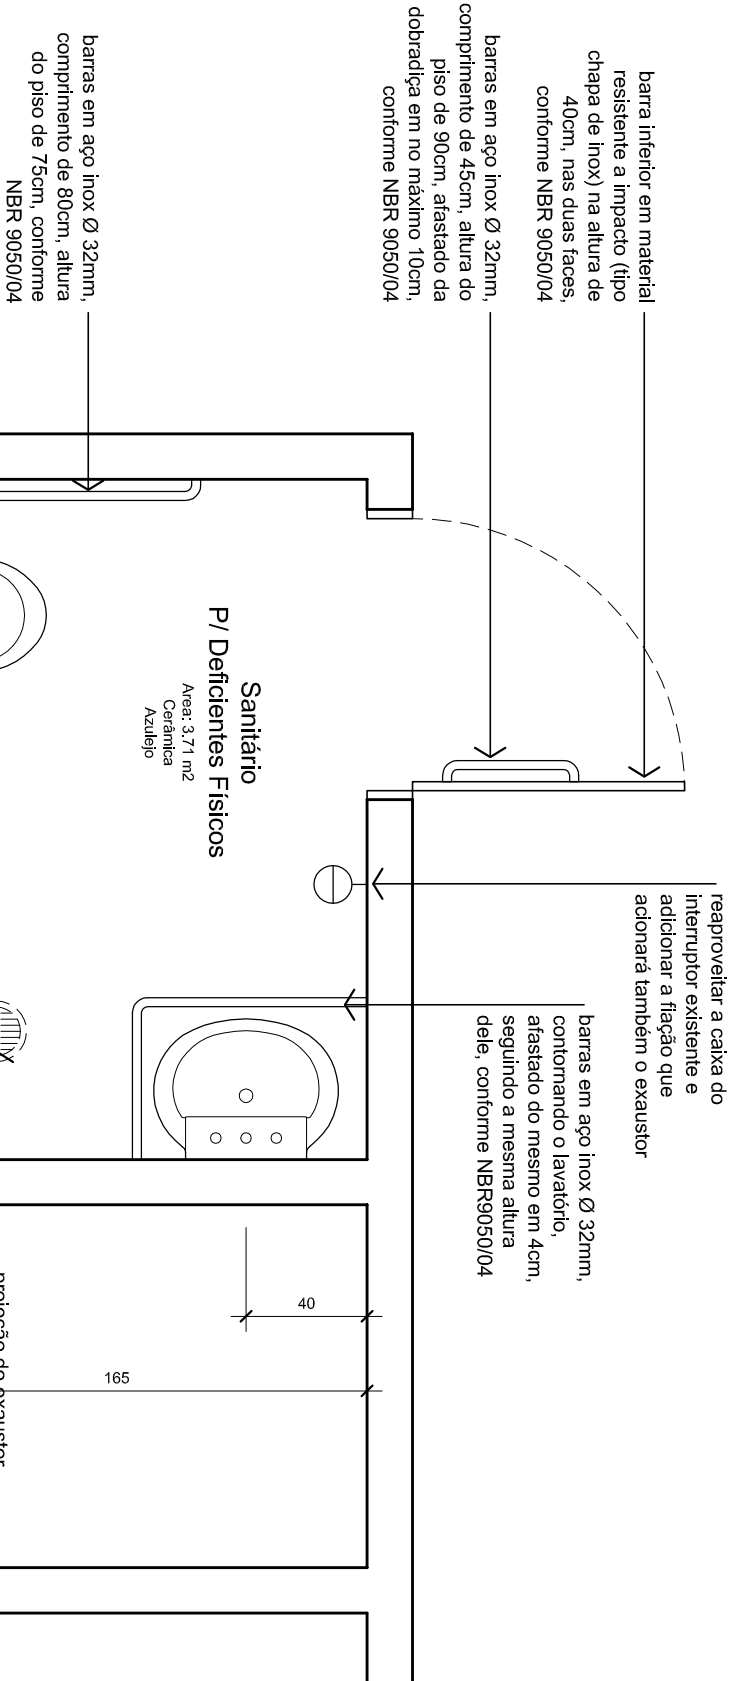 barra inferior em material
resistente a impacto (tipo
chapa de inox) na altura de
40cm, nas duas faces,
conforme NBR 9050/04
barras em aço inox Ø 32mm,
comprimento de 45cm, altura do
piso de 90cm, afastado da
dobradiça em no máximo 10cm,
conforme NBR 9050/04
barras em aço inox Ø 32mm,
comprimento de 80cm, altura
do piso de 75cm, conforme
NBR 9050/04
Sanitário
P/ Deficientes Físicos
Area: 3.71 m2
Cerâmica
Azulejo
reaproveitar a caixa do
interruptor existente e
adicionar a fiação que
acionará também o exaustor
barras em aço inox Ø 32mm,
contornando o lavatório,
afastado do mesmo em 4cm,
seguindo a mesma altura
dele, conforme NBR9050/04
40
165
projeção do exaustor